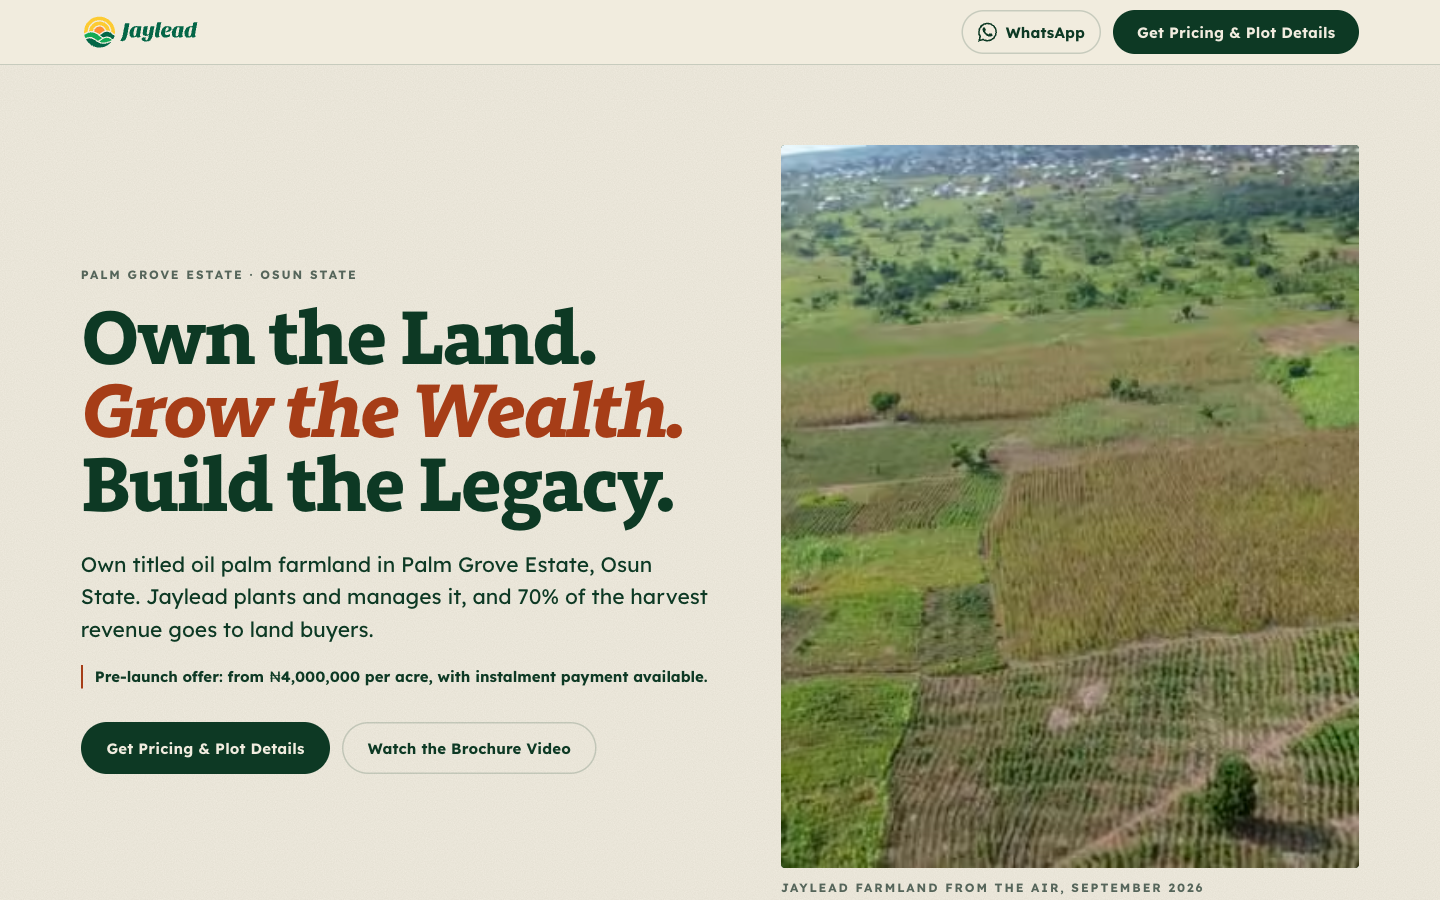 Jaylead
WhatsApp
Get Pricing & Plot Details
PALM GROVE ESTATE · OSUN STATE
Own the Land.
Grow the Wealth.
Build the Legacy.
Own titled oil palm farmland in Palm Grove Estate, Osun
State. Jaylead plants and manages it, and 70% of the harvest
revenue goes to land buyers.
Pre-launch offer: from ₦4,000,000 per acre, with instalment payment available.
Get Pricing & Plot Details
Watch the Brochure Video
JAYLEAD FARMLAND FROM THE AIR, SEPTEMBER 2026